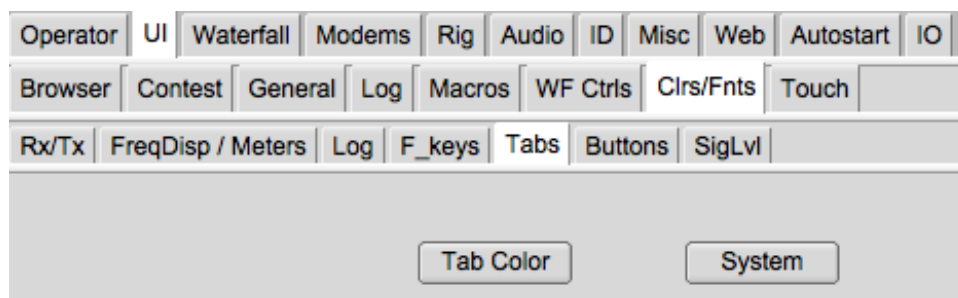 Operator UI Waterfall Modems Rig Audio ID Misc Web Autostart IO
Browser Contest General Log Macros WF Ctrls Clrs/Fnts Touch
Rx/Tx FreqDisp / Meters Log F_keys Tabs Buttons SigLvl
Tab Color System